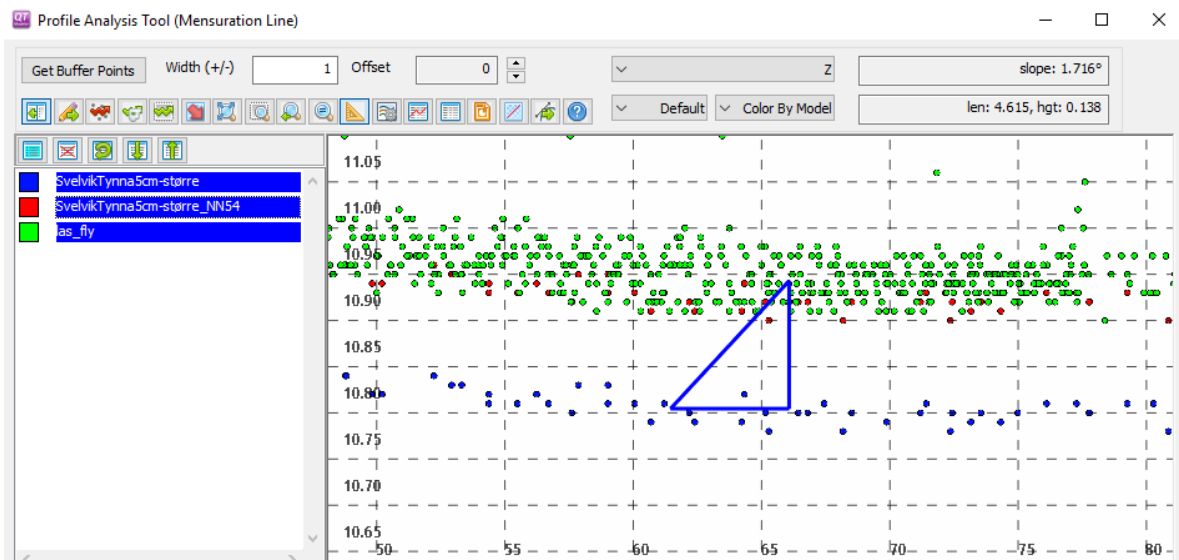 QT Profile Analysis Tool (Mensuration Line)
Get Buffer Points Width (+/-) 1 Offset 0 Z slope: 1.716°
Default Color By Model len: 4.615, hgt: 0.138
SvelvikTynna5cm-større
SvelvikTynna5cm-større_NN54
las_fly
11.05
11.00
10.95
10.90
10.85
10.80
10.75
10.70
10.65
50 55 60 65 70 75 80